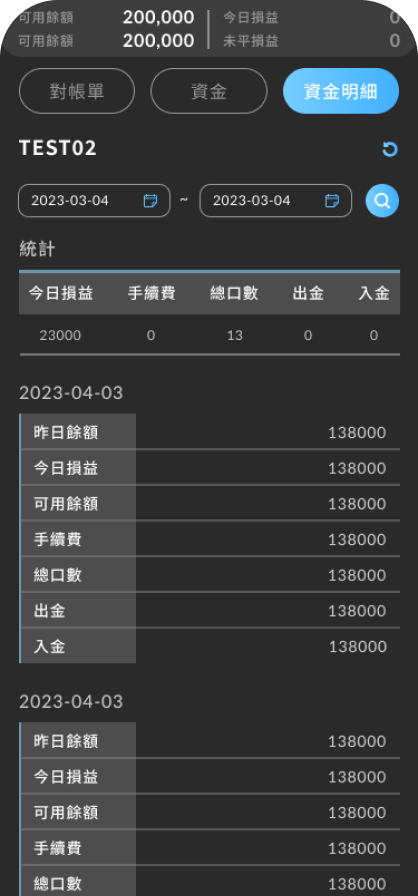 可用餘額 200,000 今日損益 0
可用餘額 200,000 未平損益 0
對帳單 資金 資金明細
TEST02
2023-03-04 ~ 2023-03-04
統計
今日損益 手續費 總口數 出金 入金
23000 0 13 0 0
2023-04-03
昨日餘額 138000
今日損益 138000
可用餘額 138000
手續費 138000
總口數 138000
出金 138000
入金 138000
2023-04-03
昨日餘額 138000
今日損益 138000
可用餘額 138000
手續費 138000
總口數 138000